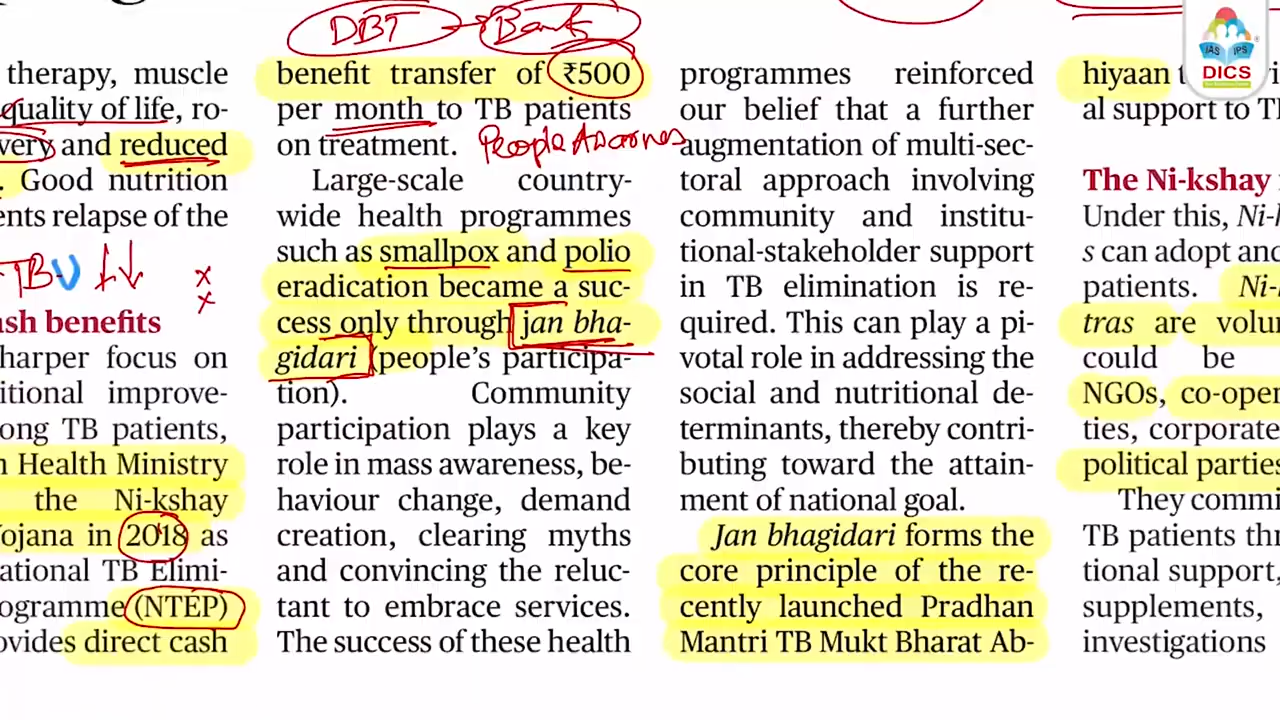 DBT → Bank
IAS IPS
DICS
therapy, muscle
quality of life, ro-
very and reduced
. Good nutrition
ents relapse of the
TB
ash benefits
harper focus on
itional improve-
ong TB patients,
n Health Ministry
the Ni-kshay
ojana in 2018 as
ational TB Elimi-
ogramme (NTEP)
ovides direct cash
benefit transfer of ₹500
per month to TB patients
on treatment.
People Awarnes
Large-scale country-
wide health programmes
such as smallpox and polio
eradication became a suc-
cess only through jan bha-
gidari (people's participa-
tion). Community
participation plays a key
role in mass awareness, be-
haviour change, demand
creation, clearing myths
and convincing the reluc-
tant to embrace services.
The success of these health
programmes reinforced
our belief that a further
augmentation of multi-sec-
toral approach involving
community and institu-
tional-stakeholder support
in TB elimination is re-
quired. This can play a pi-
votal role in addressing the
social and nutritional de-
terminants, thereby contri-
buting toward the attain-
ment of national goal.
Jan bhagidari forms the
core principle of the re-
cently launched Pradhan
Mantri TB Mukt Bharat Ab-
hiyaan
al support to T
The Ni-kshay
Under this, Ni-k
s can adopt and
patients. Ni-k
tras are volu
could be
NGOs, co-oper
ties, corporate
political parties
They commi
TB patients thr
tional support,
supplements,
investigations